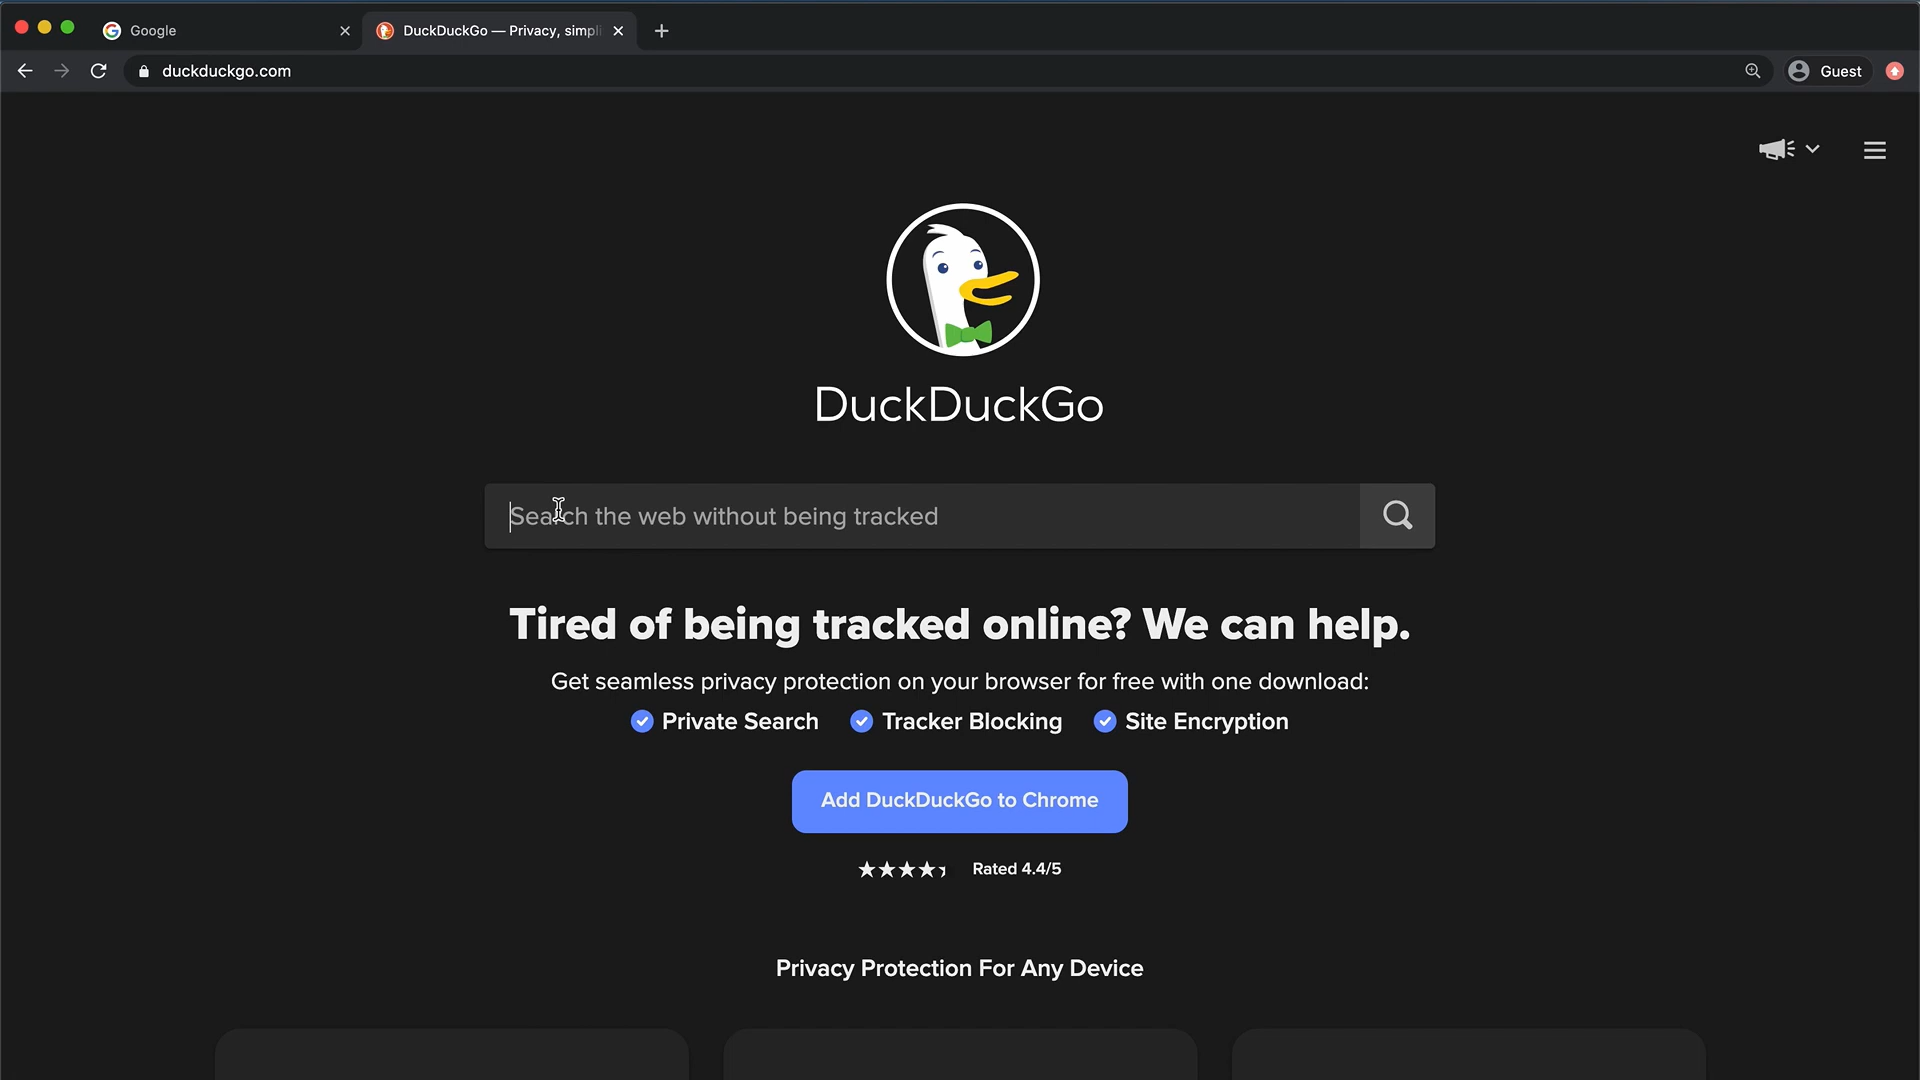 Google
DuckDuckGo — Privacy, simpli
duckduckgo.com
Guest
DuckDuckGo
Search the web without being tracked
Tired of being tracked online? We can help.
Get seamless privacy protection on your browser for free with one download:
Private Search Tracker Blocking Site Encryption
Add DuckDuckGo to Chrome
Rated 4.4/5
Privacy Protection For Any Device